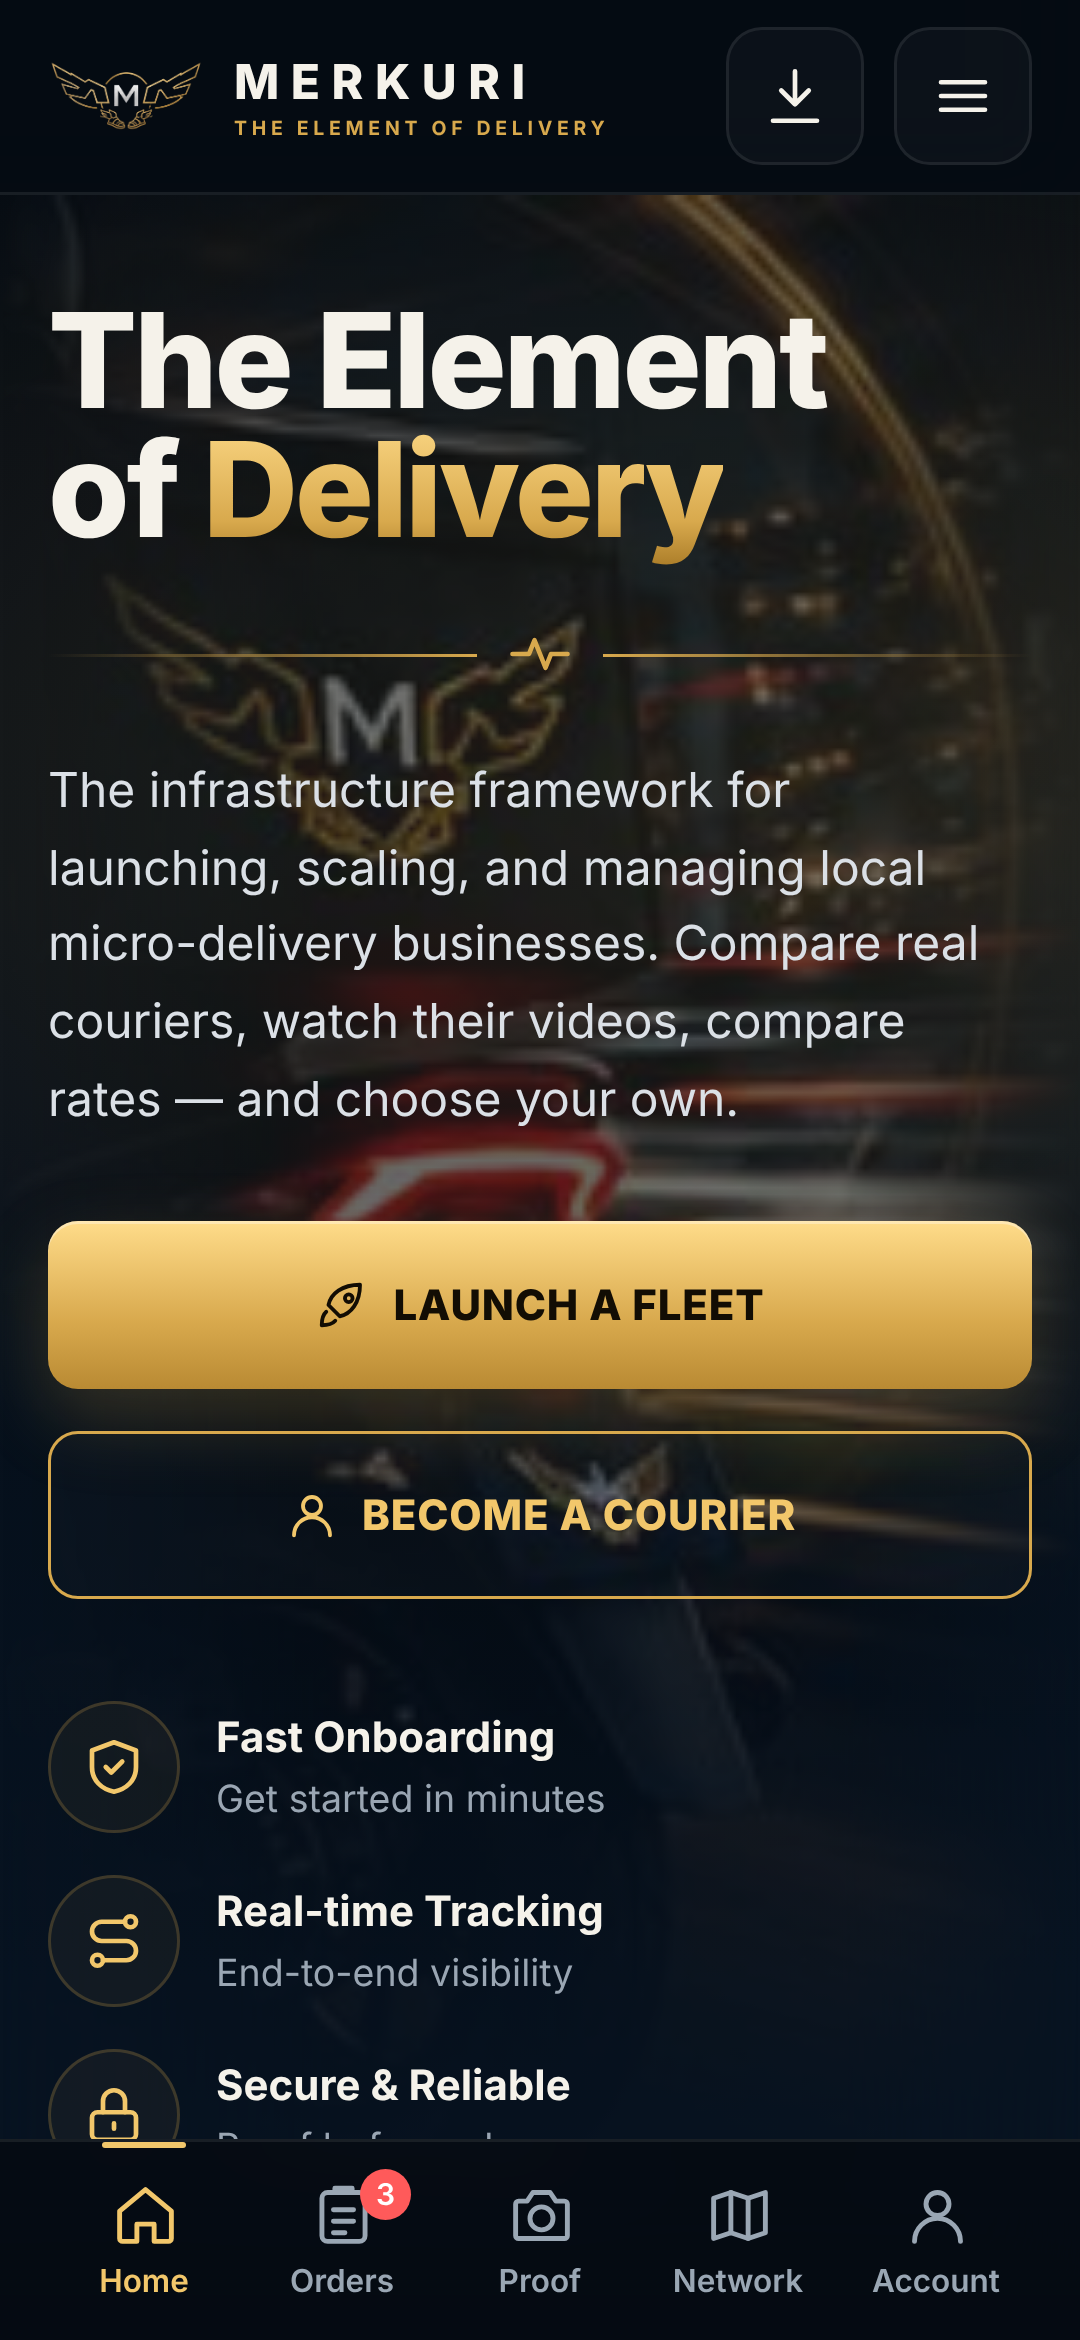 M
MERKURI
THE ELEMENT OF DELIVERY
The Element
of Delivery
M
The infrastructure framework for
launching, scaling, and managing local
micro-delivery businesses. Compare real
couriers, watch their videos, compare
rates — and choose your own.
LAUNCH A FLEET
BECOME A COURIER
Fast Onboarding
Get started in minutes
Real-time Tracking
End-to-end visibility
Secure & Reliable
3
Home
Orders
Proof
Network
Account